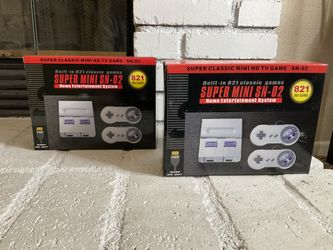 SUPER CLASSIC MINI HD TV GAME SN-02
Built-in 821 classic games
SUPER MINI SN-02
Home Entertainment System
821
SUPER CLASSIC MINI HD TV GAME SN-02
Built-in 821 classic games
SUPER MINI SN-02
Home Entertainment System
821